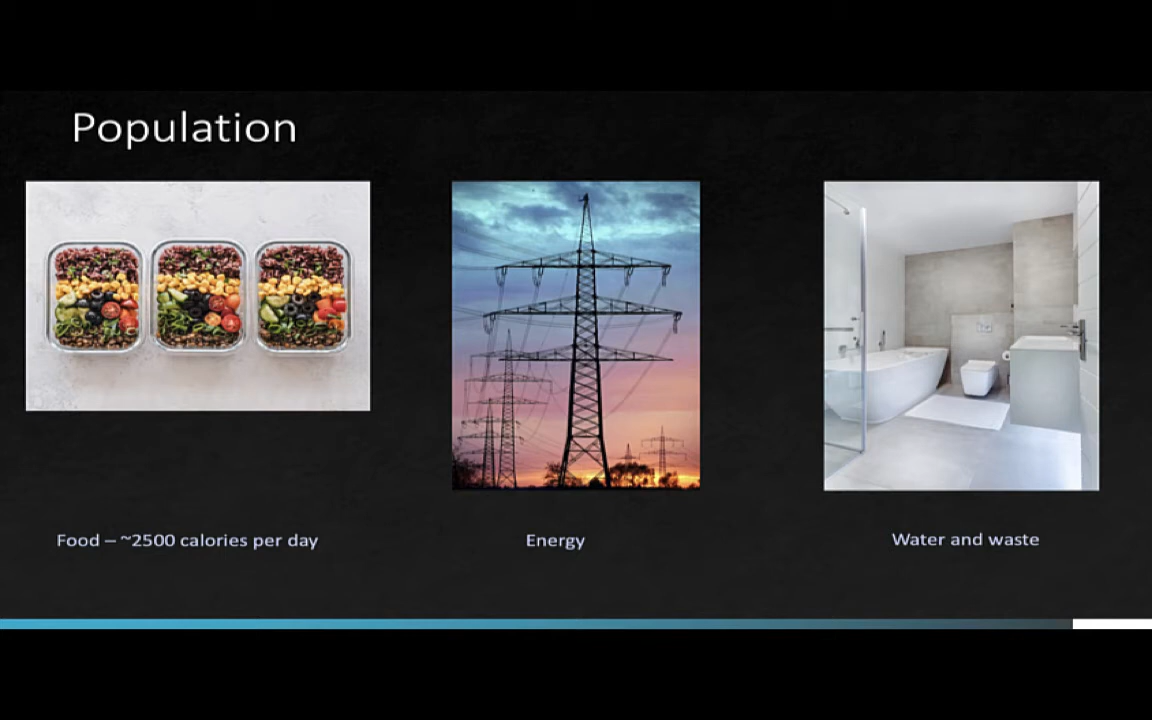 Population
Food – ~2500 calories per day
Energy
Water and waste